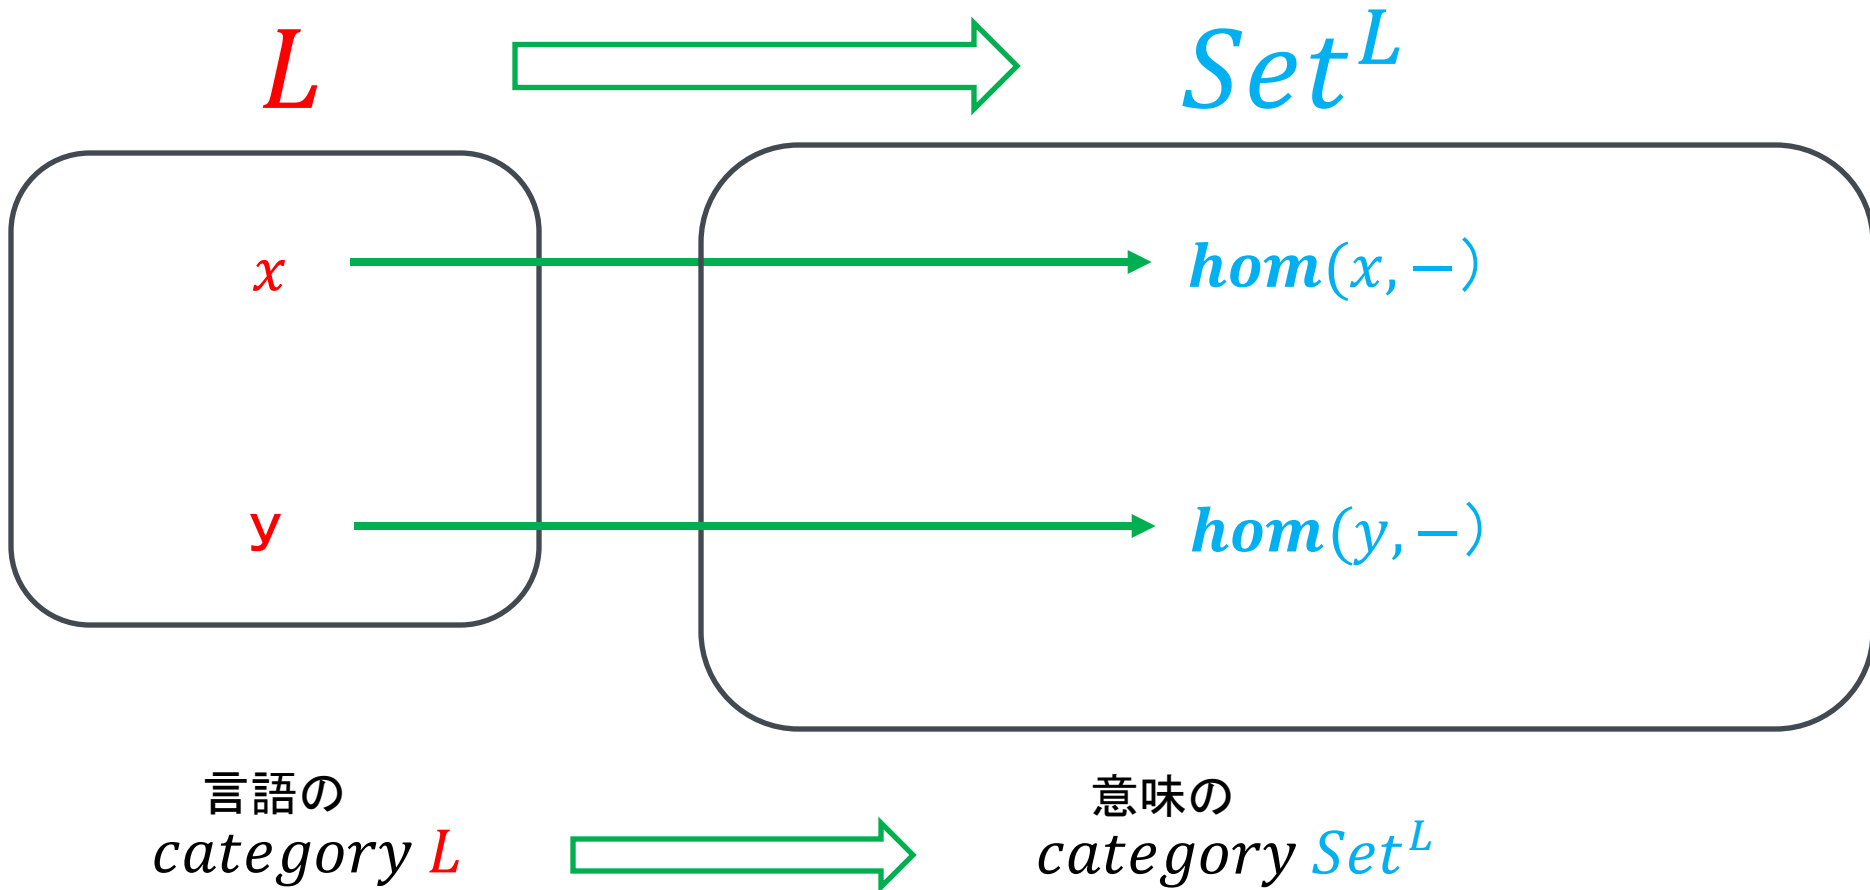 L Set^L
x hom(x, −)
y hom(y, −)
言語の 意味の
category L category Set^L